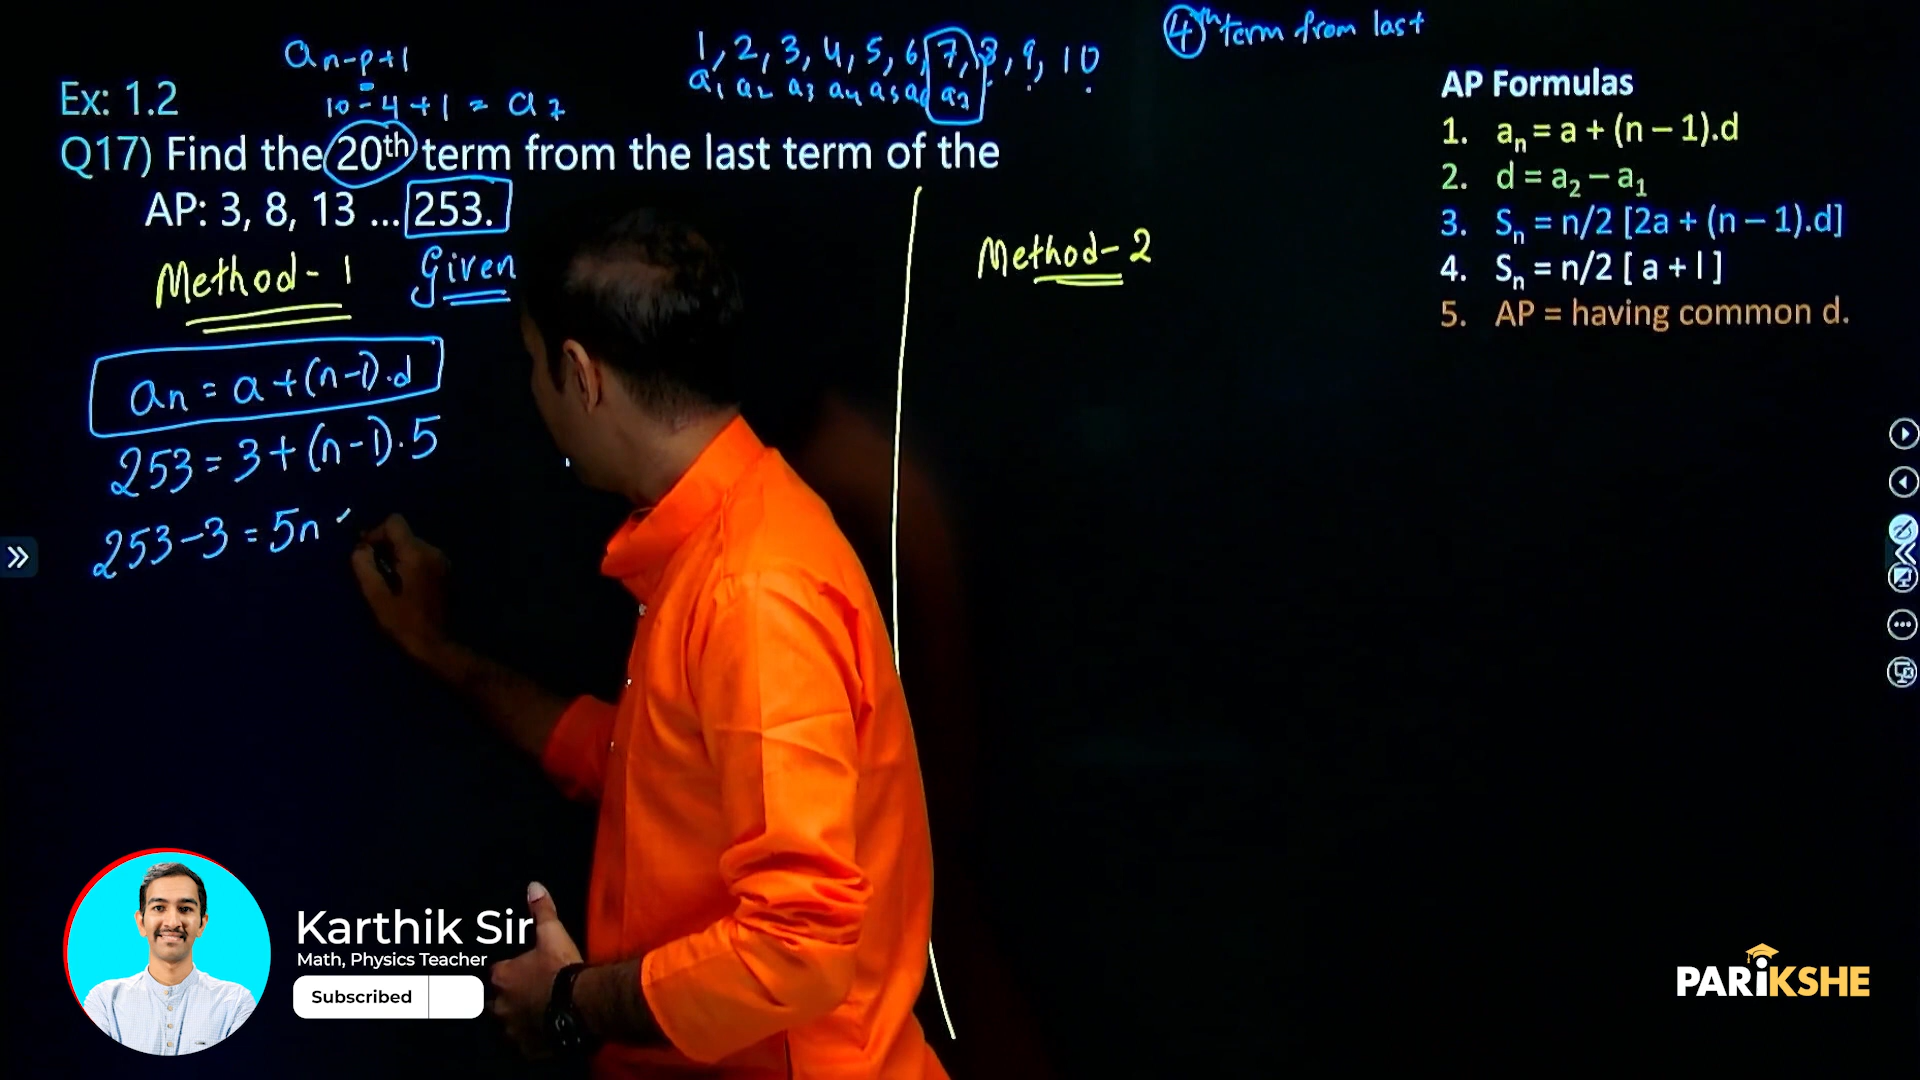 a n-p+1
10-4+1 = a7
1, 2, 3, 4, 5, 6, 7, 8, 9, 10
a1 a2 a3 a4 a5 a6 a7
4th term from last
Ex: 1.2
Q17) Find the 20th term from the last term of the
AP: 3, 8, 13 ... 253.
Method-1
Given
an = a+(n-1).d
253 = 3+(n-1).5
253-3 = 5n
Method-2
AP Formulas
1. an = a + (n – 1).d
2. d = a2 – a1
3. Sn = n/2 [2a + (n – 1).d]
4. Sn = n/2 [ a + l ]
5. AP = having common d.
Karthik Sir
Math, Physics Teacher
Subscribed
PARiKSHE